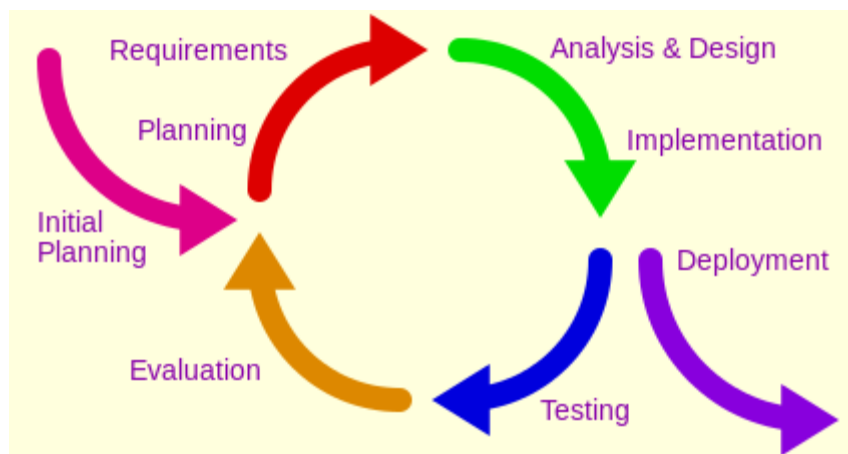 Requirements
Analysis & Design
Planning
Implementation
Initial
Planning
Deployment
Evaluation
Testing